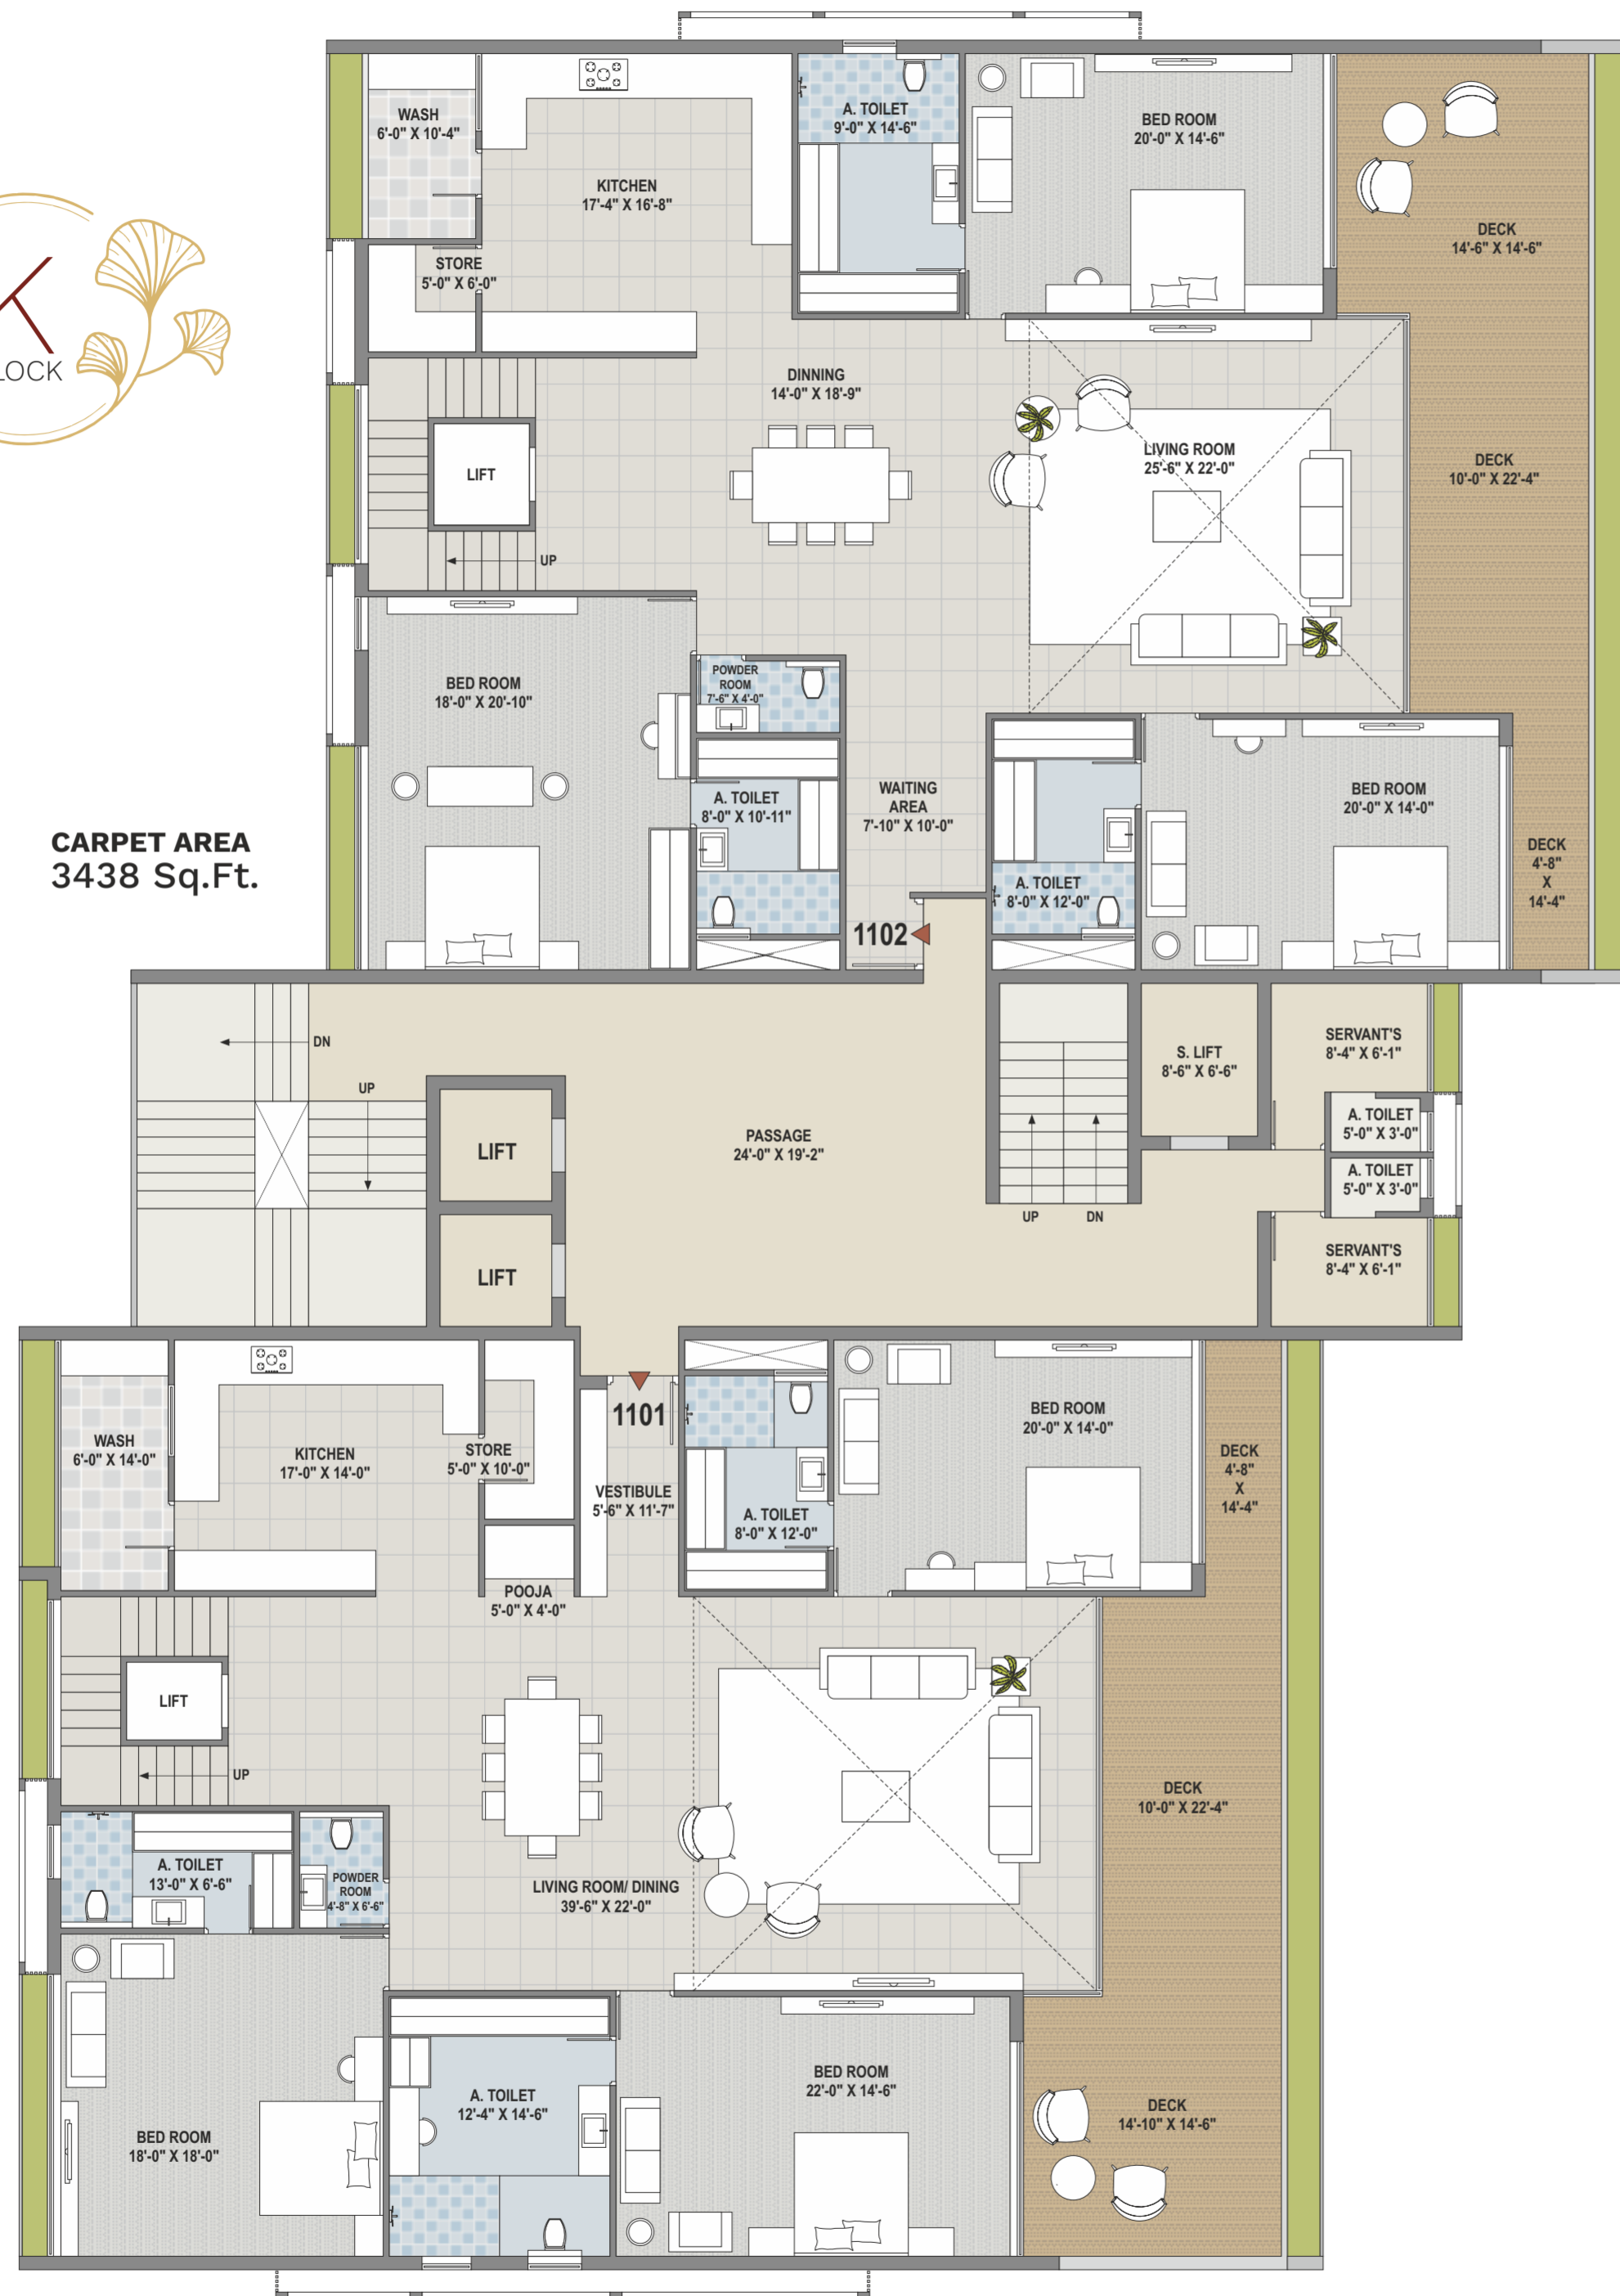 WASH
6'-0" X 10'-4"
KITCHEN
17'-4" X 16'-8"
A. TOILET
9'-0" X 14'-6"
BED ROOM
20'-0" X 14'-6"
DECK
14'-6" X 14'-6"
STORE
5'-0" X 6'-0"
K
LOCK
DINNING
14'-0" X 18'-9"
LIVING ROOM
25'-6" X 22'-0"
DECK
10'-0" X 22'-4"
LIFT
UP
BED ROOM
18'-0" X 20'-10"
POWDER
ROOM
7'-6" X 4'-0"
A. TOILET
8'-0" X 10'-11"
WAITING
AREA
7'-10" X 10'-0"
BED ROOM
20'-0" X 14'-0"
DECK
4'-8"
X
14'-4"
A. TOILET
8'-0" X 12'-0"
CARPET AREA
3438 Sq.Ft.
1102
DN
UP
LIFT
LIFT
PASSAGE
24'-0" X 19'-2"
UP
DN
S. LIFT
8'-6" X 6'-6"
SERVANT'S
8'-4" X 6'-1"
A. TOILET
5'-0" X 3'-0"
A. TOILET
5'-0" X 3'-0"
SERVANT'S
8'-4" X 6'-1"
1101
WASH
6'-0" X 14'-0"
KITCHEN
17'-0" X 14'-0"
STORE
5'-0" X 10'-0"
VESTIBULE
5'-6" X 11'-7"
A. TOILET
8'-0" X 12'-0"
BED ROOM
20'-0" X 14'-0"
DECK
4'-8"
X
14'-4"
POOJA
5'-0" X 4'-0"
LIFT
UP
DECK
10'-0" X 22'-4"
A. TOILET
13'-0" X 6'-6"
POWDER
ROOM
4'-8" X 6'-6"
LIVING ROOM/ DINING
39'-6" X 22'-0"
BED ROOM
18'-0" X 18'-0"
A. TOILET
12'-4" X 14'-6"
BED ROOM
22'-0" X 14'-6"
DECK
14'-10" X 14'-6"